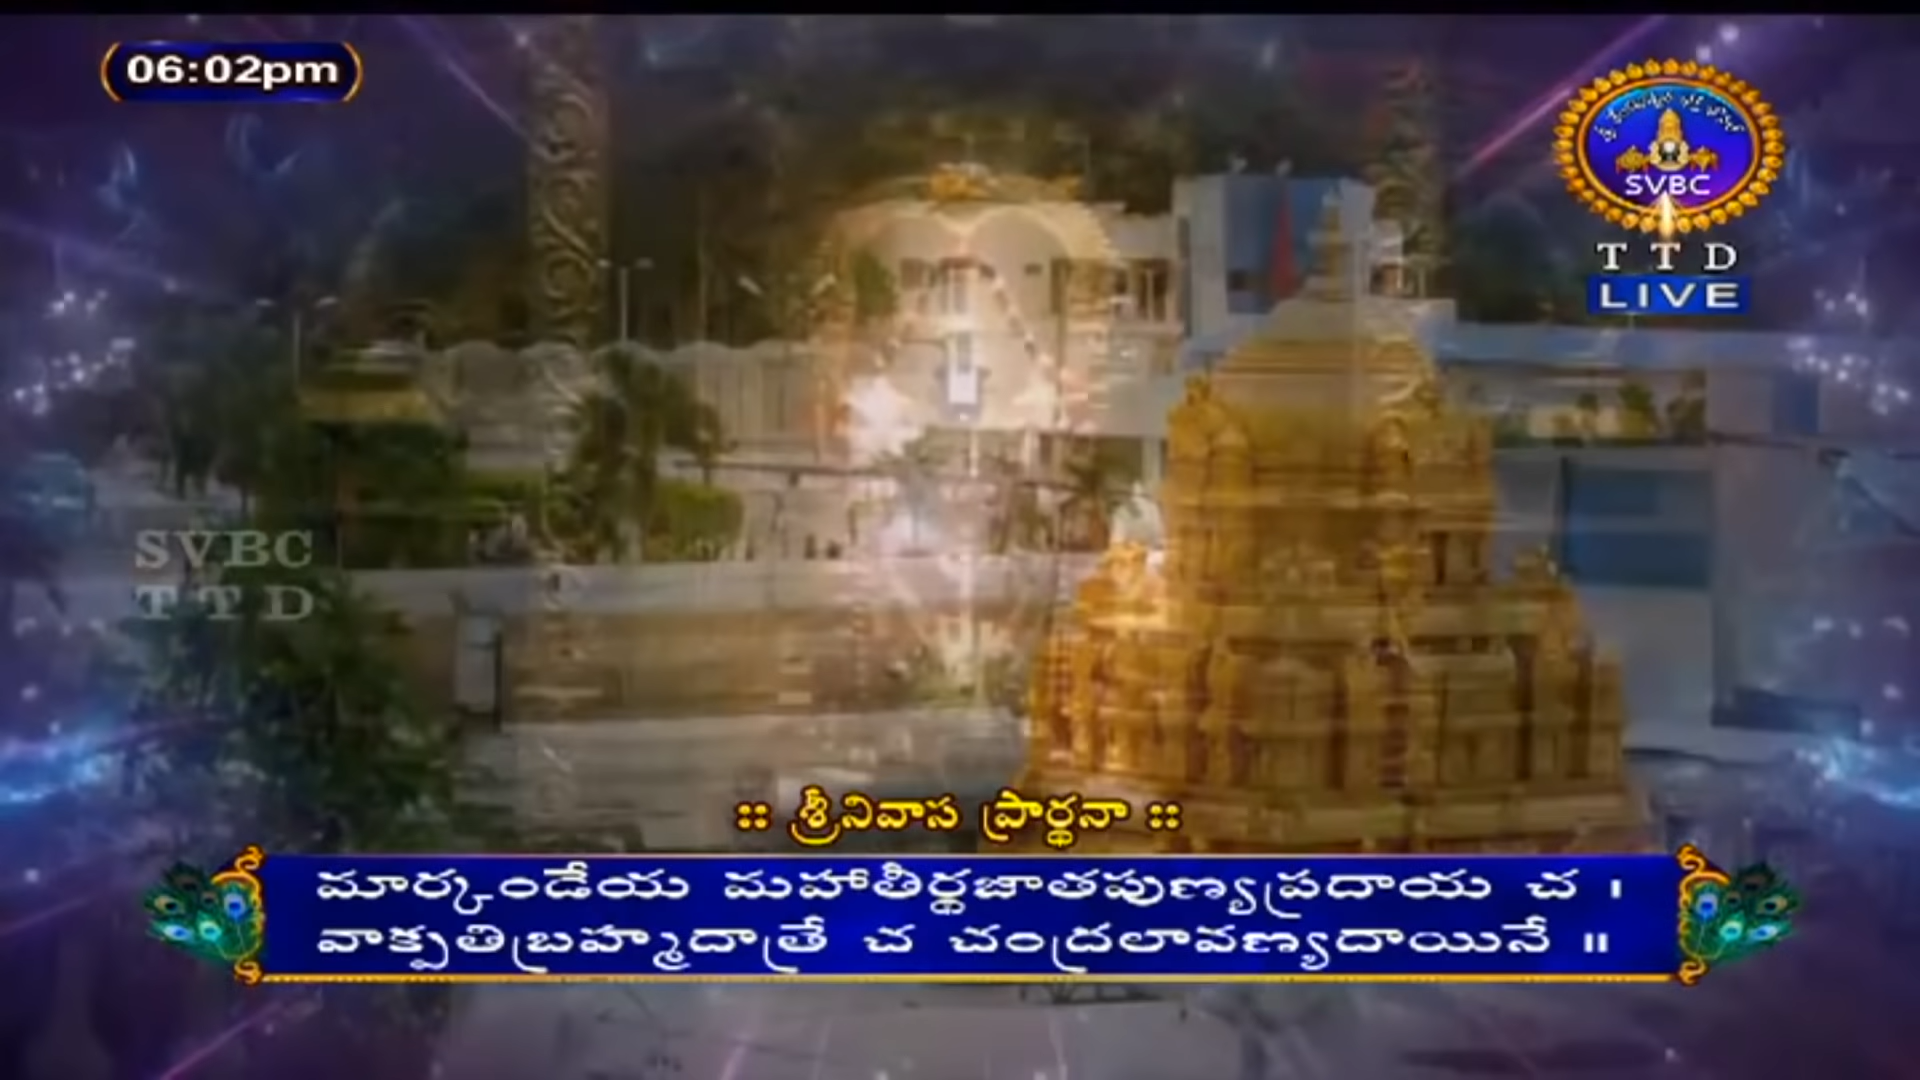 06:02pm
SVBC
TTD
LIVE
SVBC
TTD
:: శ్రీనివాస ప్రార్థనా ::
మార్కండేయ మహాతీర్థజాతపుణ్యప్రదాయ చ ।
వాక్పతిబ్రహ్మదాత్రే చ చంద్రలావణ్యదాయినే ॥